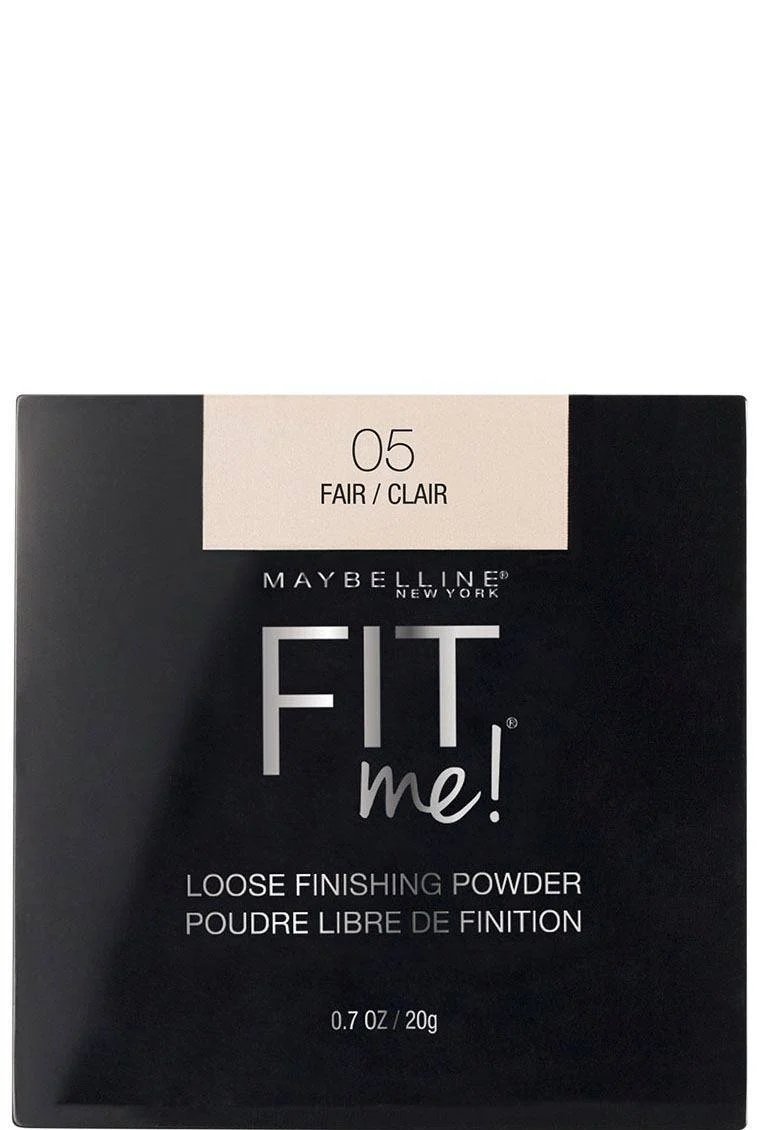 05
FAIR / CLAIR
MAYBELLINE®
NEW YORK
FIT
me!®
LOOSE FINISHING POWDER
POUDRE LIBRE DE FINITION
0.7 OZ / 20g